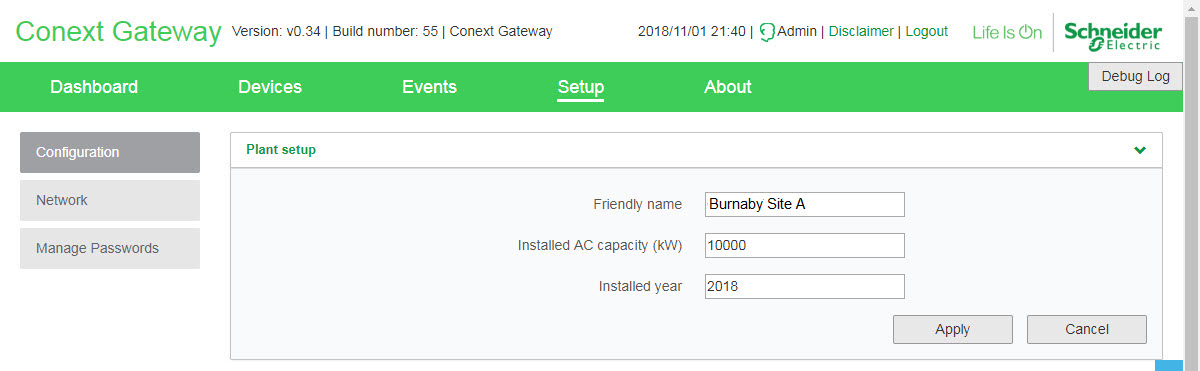 Conext Gateway Version: v0.34 | Build number: 55 | Conext Gateway 2018/11/01 21:40 | Admin | Disclaimer | Logout Life Is On Schneider Electric
Debug Log
Dashboard Devices Events Setup About
Configuration
Network
Manage Passwords
Plant setup
Friendly name Burnaby Site A
Installed AC capacity (kW) 10000
Installed year 2018
Apply Cancel